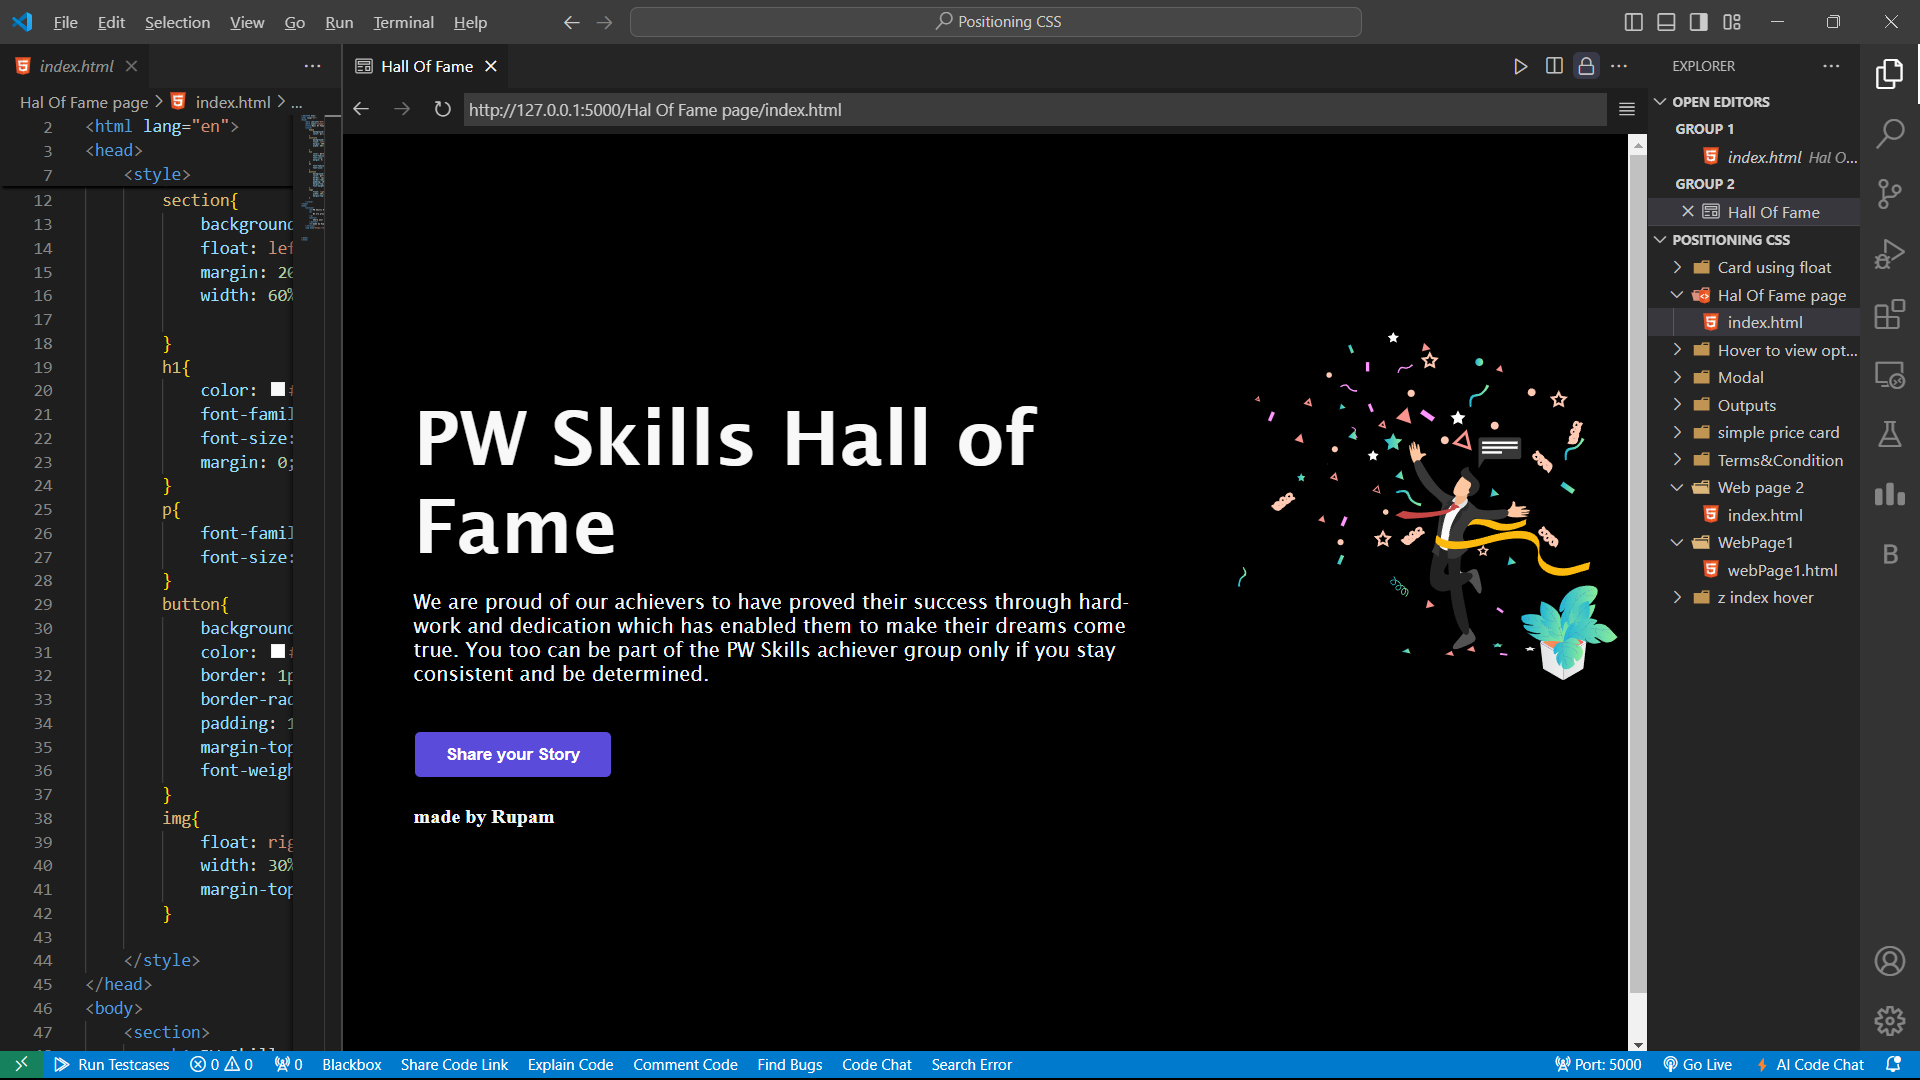 File Edit Selection View Go Run Terminal Help
Positioning CSS
index.html
Hall Of Fame
Hal Of Fame page > index.html > ...
http://127.0.0.1:5000/Hal Of Fame page/index.html
2 <html lang="en">
3 <head>
7 <style>
12 section{
13 background
14 float: lef
15 margin: 20
16 width: 60%
17
18 }
19 h1{
20 color:
21 font-famil
22 font-size:
23 margin: 0;
24 }
25 p{
26 font-famil
27 font-size:
28 }
29 button{
30 background
31 color:
32 border: 1p
33 border-rad
34 padding: 1
35 margin-top
36 font-weigh
37 }
38 img{
39 float: rig
40 width: 30%
41 margin-top
42 }
43
44 </style>
45 </head>
46 <body>
47 <section>
PW Skills Hall of
Fame
We are proud of our achievers to have proved their success through hard-
work and dedication which has enabled them to make their dreams come
true. You too can be part of the PW Skills achiever group only if you stay
consistent and be determined.
Share your Story
made by Rupam
EXPLORER
OPEN EDITORS
GROUP 1
index.html Hal O...
GROUP 2
Hall Of Fame
POSITIONING CSS
Card using float
Hal Of Fame page
index.html
Hover to view opt...
Modal
Outputs
simple price card
Terms&Condition
Web page 2
index.html
WebPage1
webPage1.html
z index hover
B
Run Testcases 0 0 0 Blackbox Share Code Link Explain Code Comment Code Find Bugs Code Chat Search Error Port: 5000 Go Live AI Code Chat